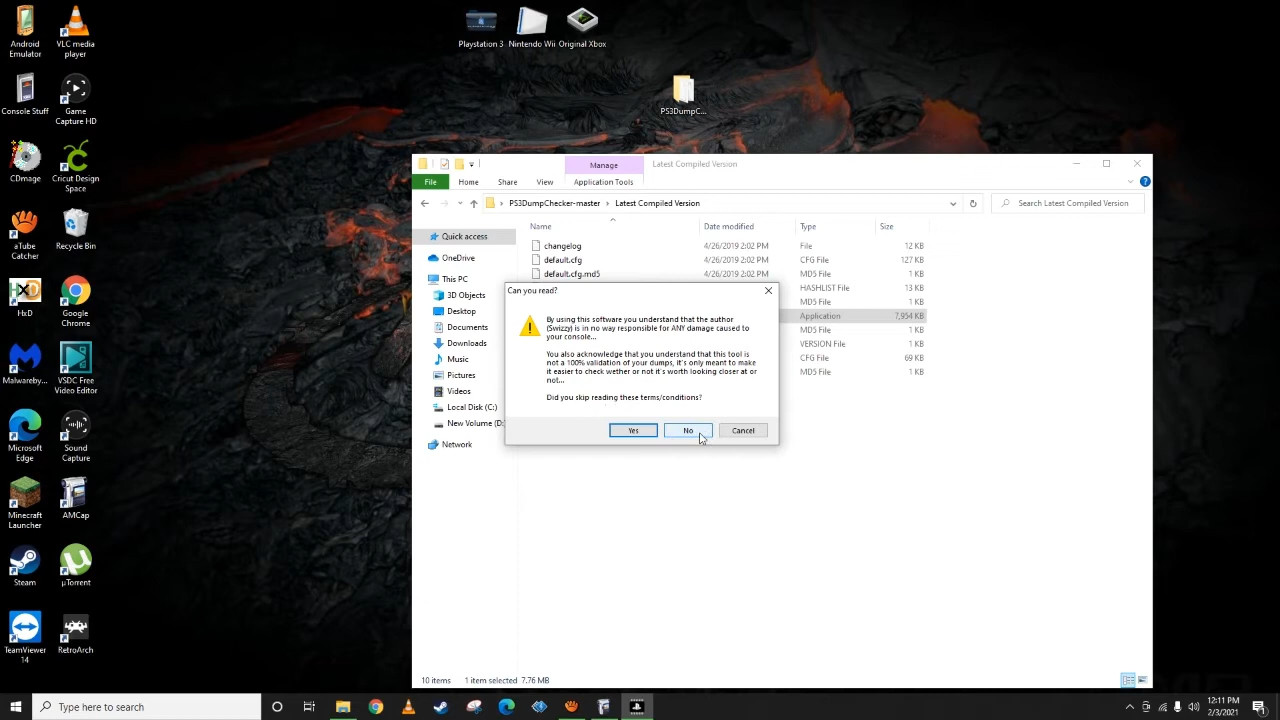 Android
Emulator
VLC media
player
Playstation 3
Nintendo Wii
Original Xbox
Console Stuff
Game
Capture HD
PS3DumpC...
CDmage
Cricut Design
Space
aTube
Catcher
Recycle Bin
HxD
Google
Chrome
Malwareby...
VSDC Free
Video Editor
Microsoft
Edge
Sound
Capture
Minecraft
Launcher
AMCap
Steam
µTorrent
TeamViewer
14
RetroArch
Manage
Latest Compiled Version
File
Home
Share
View
Application Tools
PS3DumpChecker-master
Latest Compiled Version
Search Latest Compiled Version
Name
Date modified
Type
Size
changelog
4/26/2019 2:02 PM
File
12 KB
default.cfg
4/26/2019 2:02 PM
CFG File
127 KB
default.cfg.md5
4/26/2019 2:02 PM
MD5 File
1 KB
HASHLIST File
13 KB
MD5 File
1 KB
Application
7,954 KB
MD5 File
1 KB
VERSION File
1 KB
CFG File
69 KB
MD5 File
1 KB
Quick access
OneDrive
This PC
3D Objects
Desktop
Documents
Downloads
Music
Pictures
Videos
Local Disk (C:)
New Volume (D:
Network
Can you read?
By using this software you understand that the author
(Swizzy) is in no way responsible for ANY damage caused to
your console...
You also acknowledge that you understand that this tool is
not a 100% validation of your dumps, it's only meant to make
it easier to check wether or not it's worth looking closer at or
not...
Did you skip reading these terms/conditions?
Yes
No
Cancel
10 items
1 item selected
7.76 MB
Type here to search
12:11 PM
2/3/2021